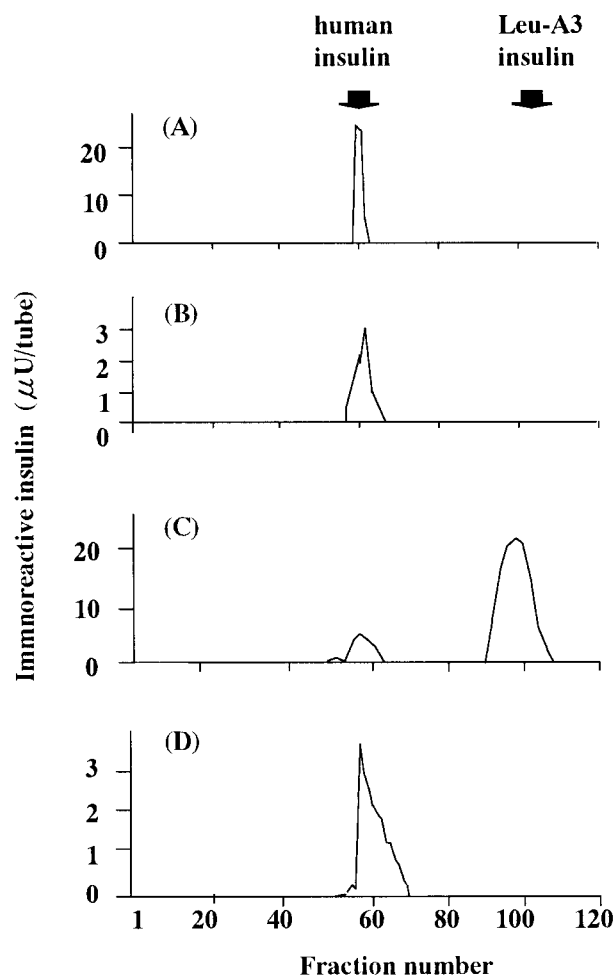 human insulin
Leu-A3 insulin
(A)
20
10
0
(B)
3
2
1
0
(C)
20
10
0
(D)
3
2
1
0
1 20 40 60 80 100 120
Fraction number
Immnoreactive insulin (μU/tube)